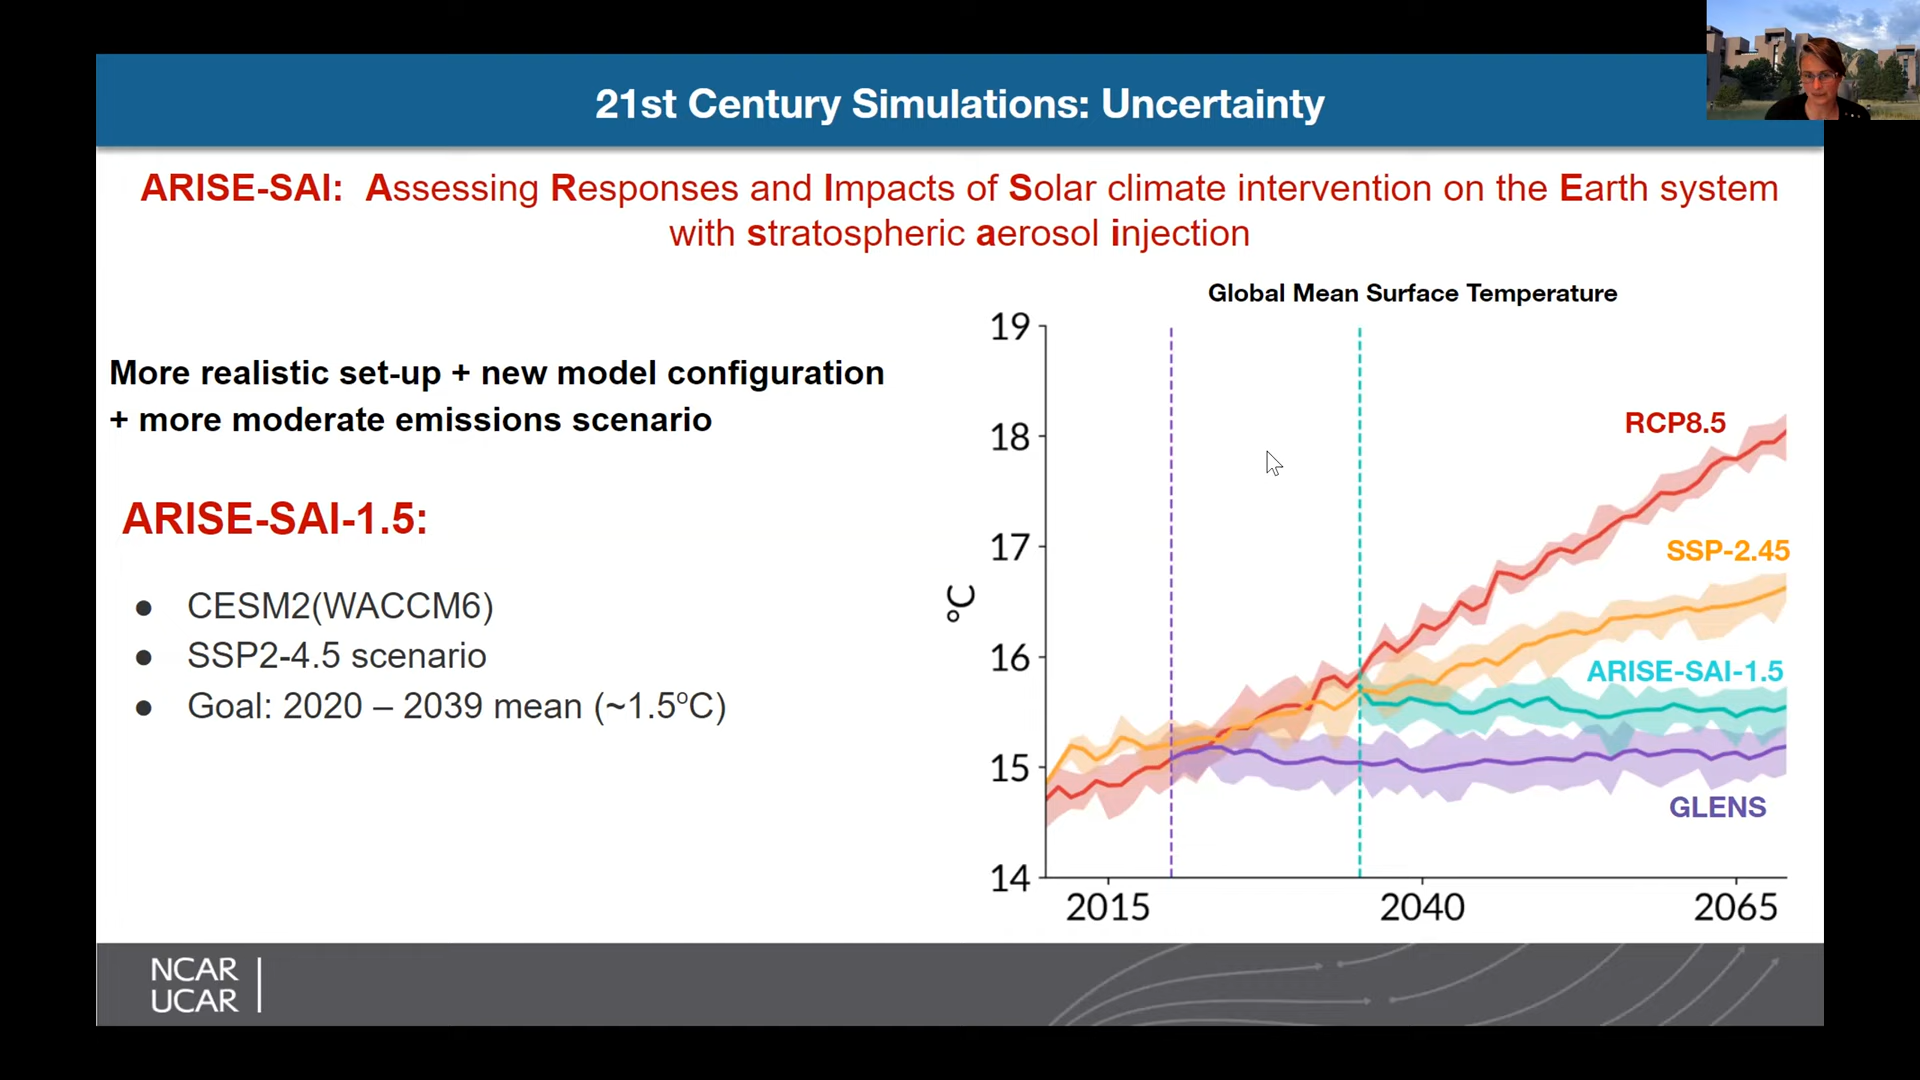 21st Century Simulations: Uncertainty
ARISE-SAI: Assessing Responses and Impacts of Solar climate intervention on the Earth system
with stratospheric aerosol injection
More realistic set-up + new model configuration
+ more moderate emissions scenario
ARISE-SAI-1.5:
● CESM2(WACCM6)
● SSP2-4.5 scenario
● Goal: 2020 – 2039 mean (~1.5ºC)
Global Mean Surface Temperature
19
18
17
16
15
14
ºC
RCP8.5
SSP-2.45
ARISE-SAI-1.5
GLENS
2015 2040 2065
NCAR
UCAR